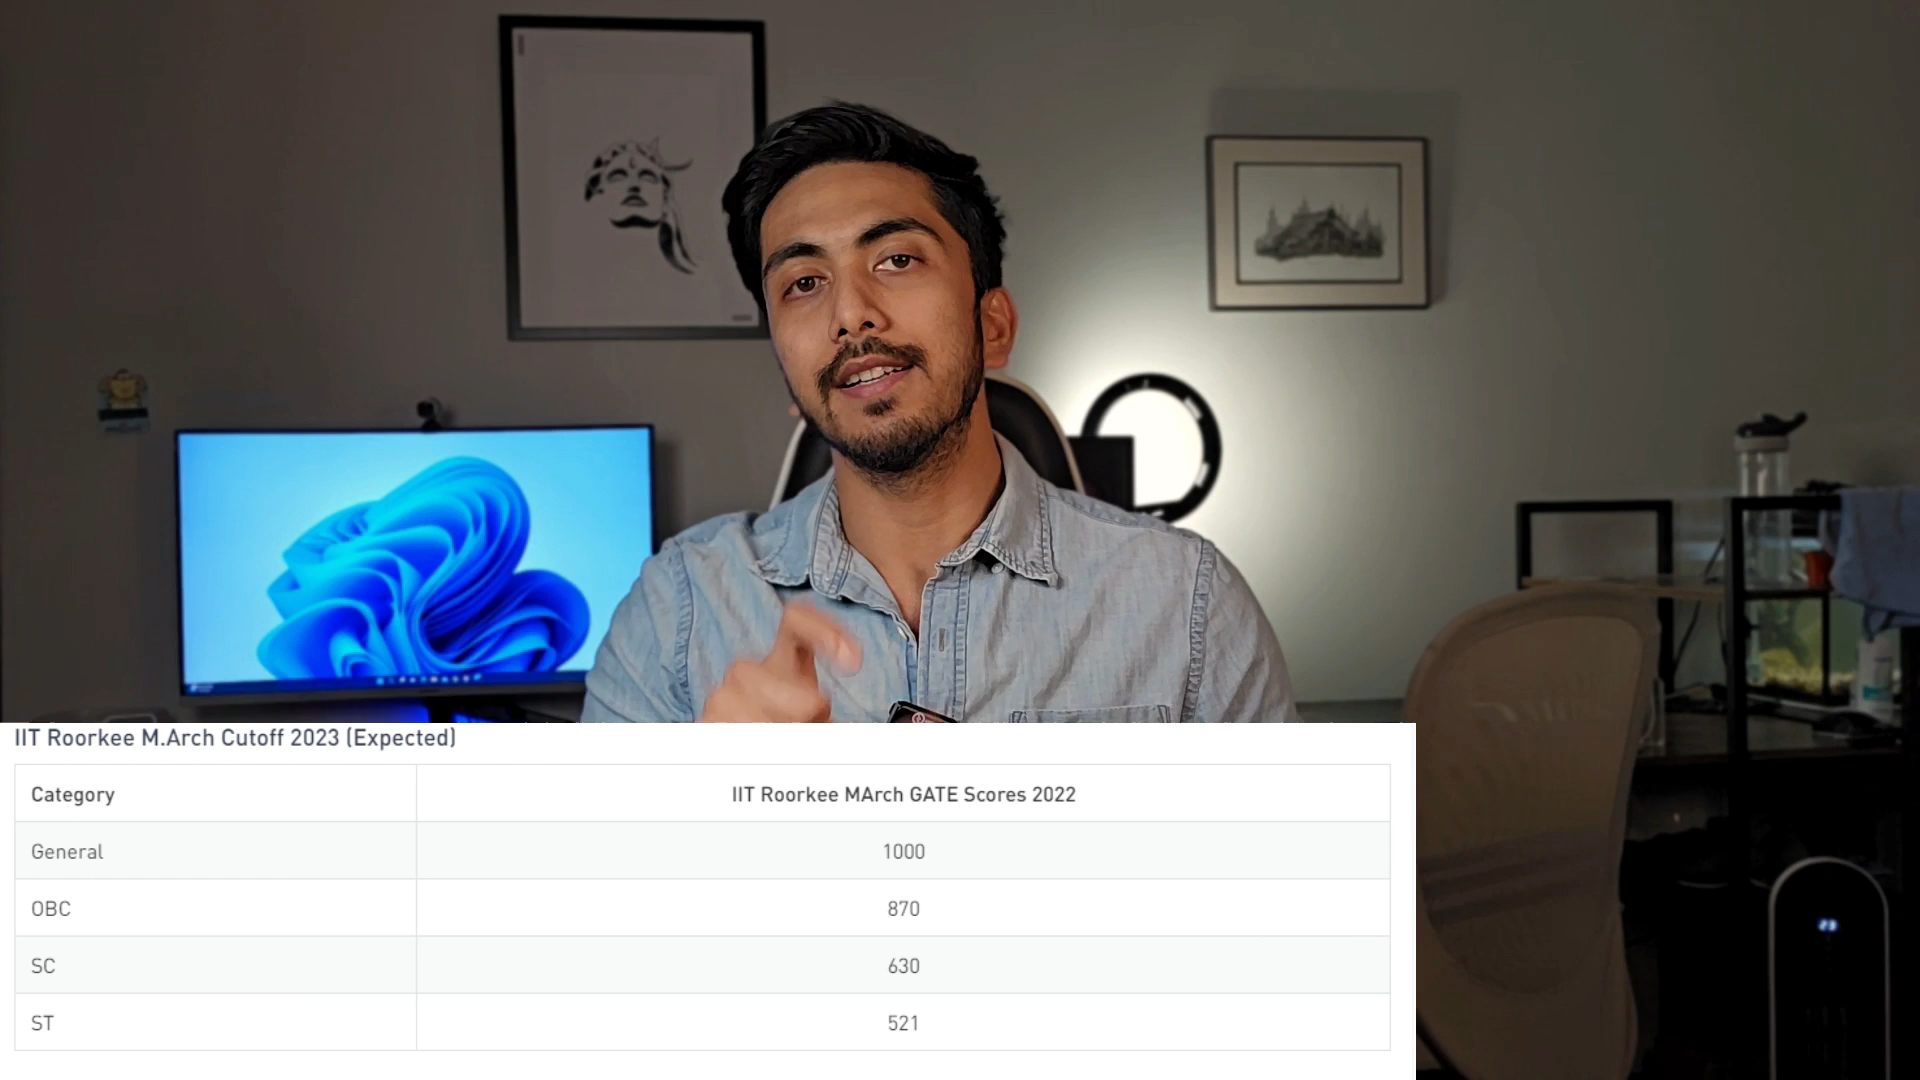 IIT Roorkee M.Arch Cutoff 2023 (Expected)
Category IIT Roorkee MArch GATE Scores 2022
General 1000
OBC 870
SC 630
ST 521